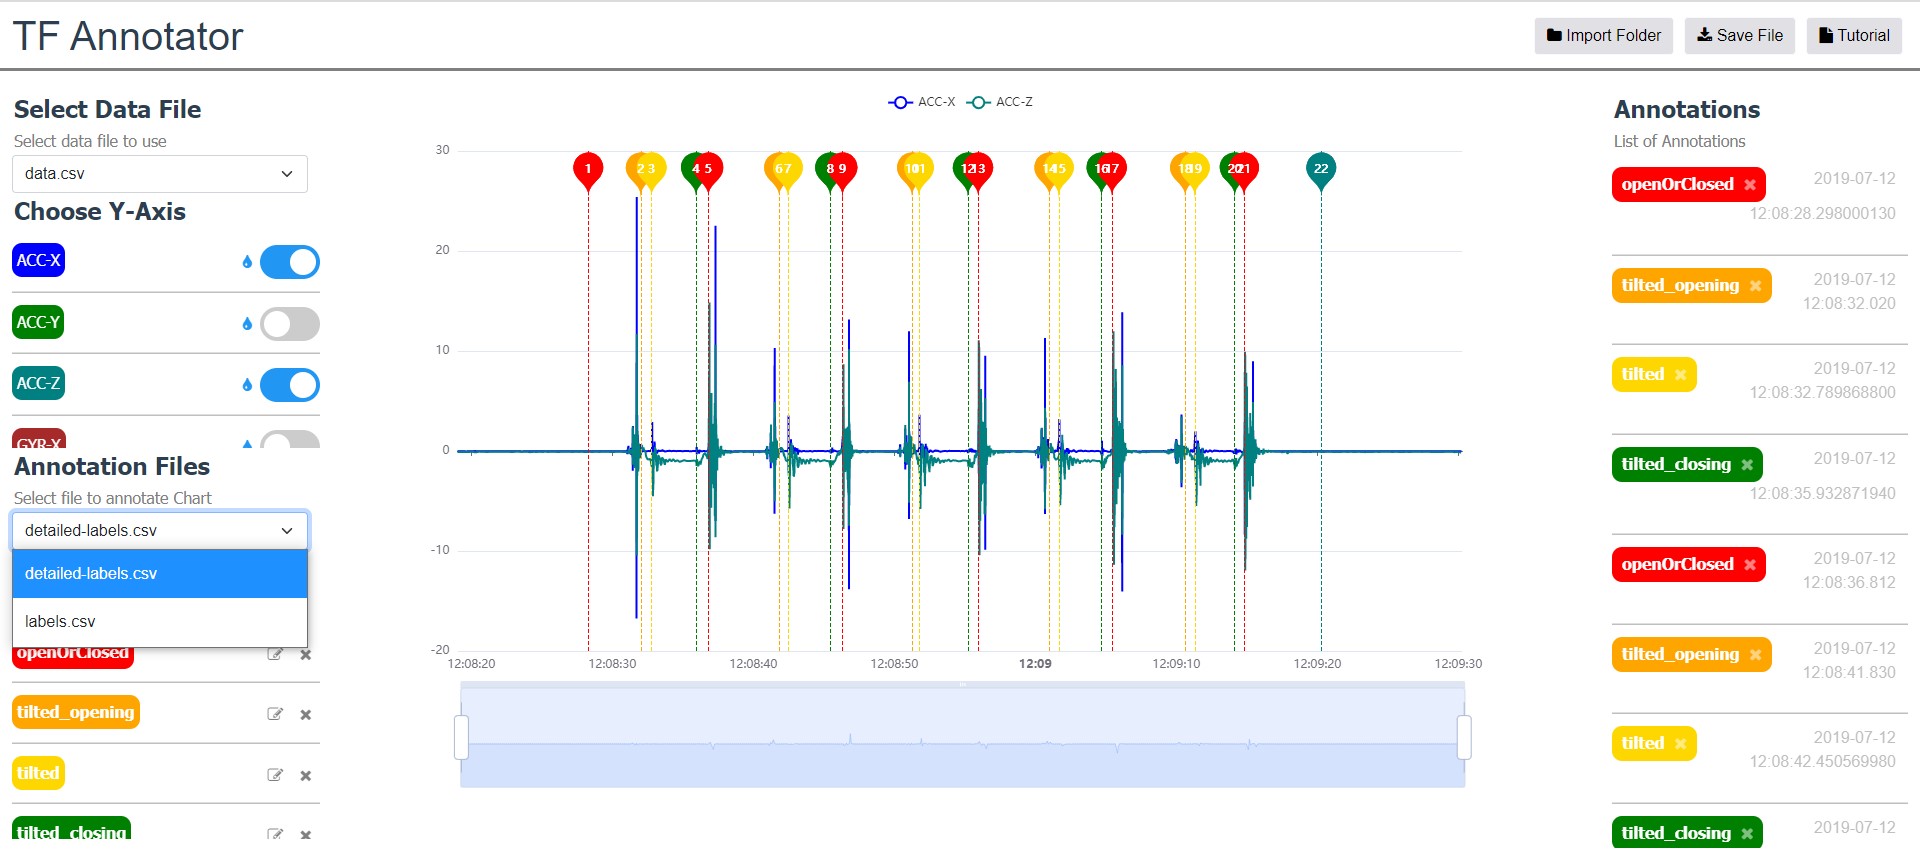 TF Annotator
Import Folder
Save File
Tutorial
Select Data File
Select data file to use
data.csv
Choose Y-Axis
ACC-X
ACC-Y
ACC-Z
GYR-X
Annotation Files
Select file to annotate Chart
detailed-labels.csv
detailed-labels.csv
labels.csv
openOrClosed
tilted_opening
tilted
tilted_closing
ACC-X ACC-Z
30
20
10
0
-10
-20
1 2 3 4 5 6 7 8 9 10 11 12 13 14 15 16 17 18 19 20 21 22
12:08:20 12:08:30 12:08:40 12:08:50 12:09 12:09:10 12:09:20 12:09:30
Annotations
List of Annotations
openOrClosed 2019-07-12
12:08:28.298000130
tilted_opening 2019-07-12
12:08:32.020
tilted 2019-07-12
12:08:32.789868800
tilted_closing 2019-07-12
12:08:35.932871940
openOrClosed 2019-07-12
12:08:36.812
tilted_opening 2019-07-12
12:08:41.830
tilted 2019-07-12
12:08:42.450569980
tilted_closing 2019-07-12